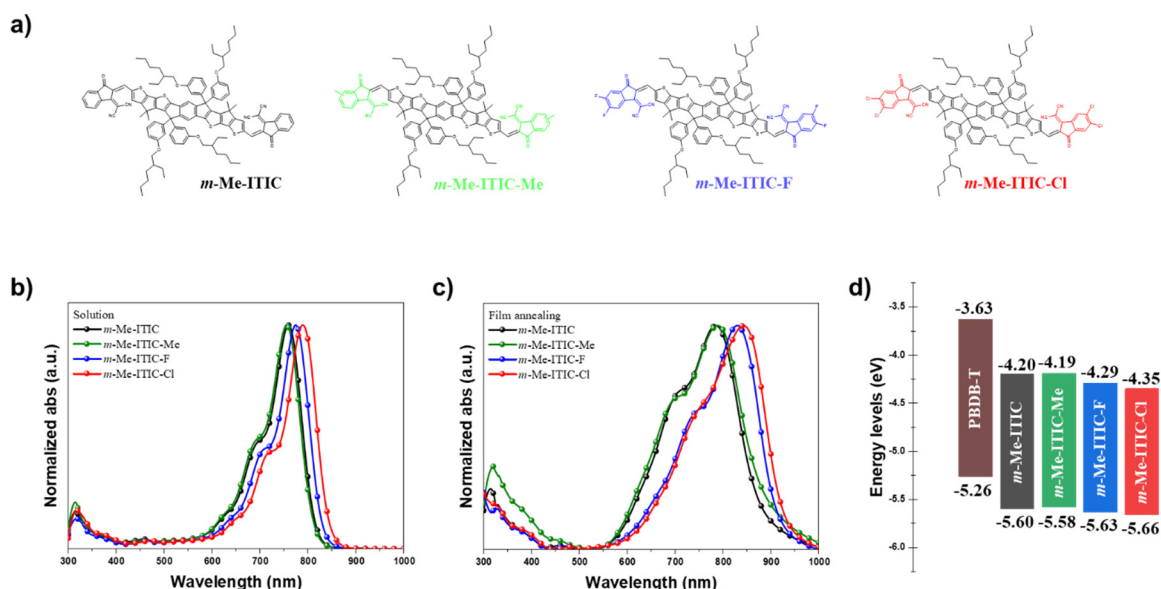 a)
m-Me-ITIC
m-Me-ITIC-Me
m-Me-ITIC-F
m-Me-ITIC-Cl
b)
Solution
m-Me-ITIC
m-Me-ITIC-Me
m-Me-ITIC-F
m-Me-ITIC-Cl
Normalized abs (a.u.)
300 400 500 600 700 800 900 1000
Wavelength (nm)
c)
Film annealing
m-Me-ITIC
m-Me-ITIC-Me
m-Me-ITIC-F
m-Me-ITIC-Cl
Normalized abs (a.u.)
300 400 500 600 700 800 900 1000
Wavelength (nm)
d)
Energy levels (eV)
-3.5
-4.0
-4.5
-5.0
-5.5
-6.0
-3.63
PBDB-T
-5.26
-4.20
m-Me-ITIC
-5.60
-4.19
m-Me-ITIC-Me
-5.58
-4.29
m-Me-ITIC-F
-5.63
-4.35
m-Me-ITIC-Cl
-5.66